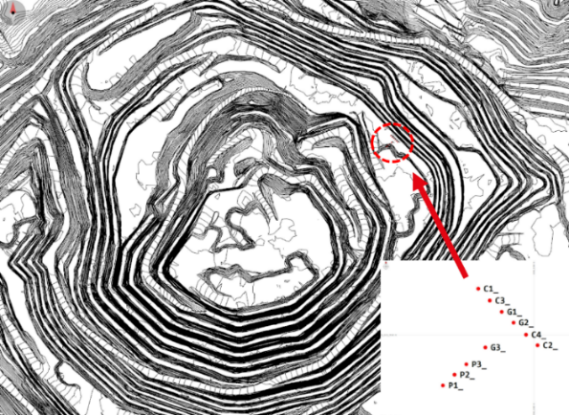 C1_
C3_
G1_
G2_
C4_
C2_
G3_
P3_
P2_
P1_